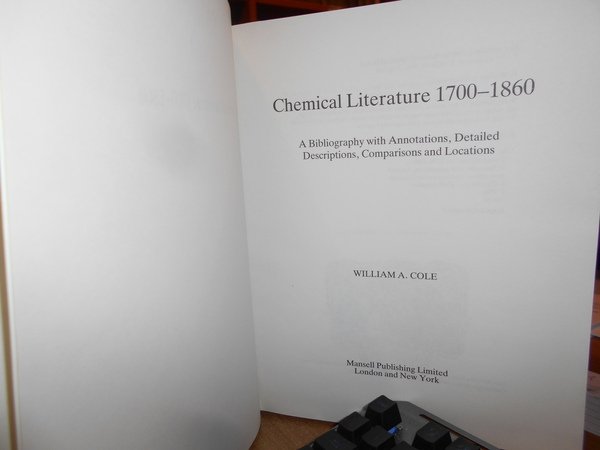 Chemical Literature 1700–1860
A Bibliography with Annotations, Detailed
Descriptions, Comparisons and Locations
WILLIAM A. COLE
Mansell Publishing Limited
London and New York